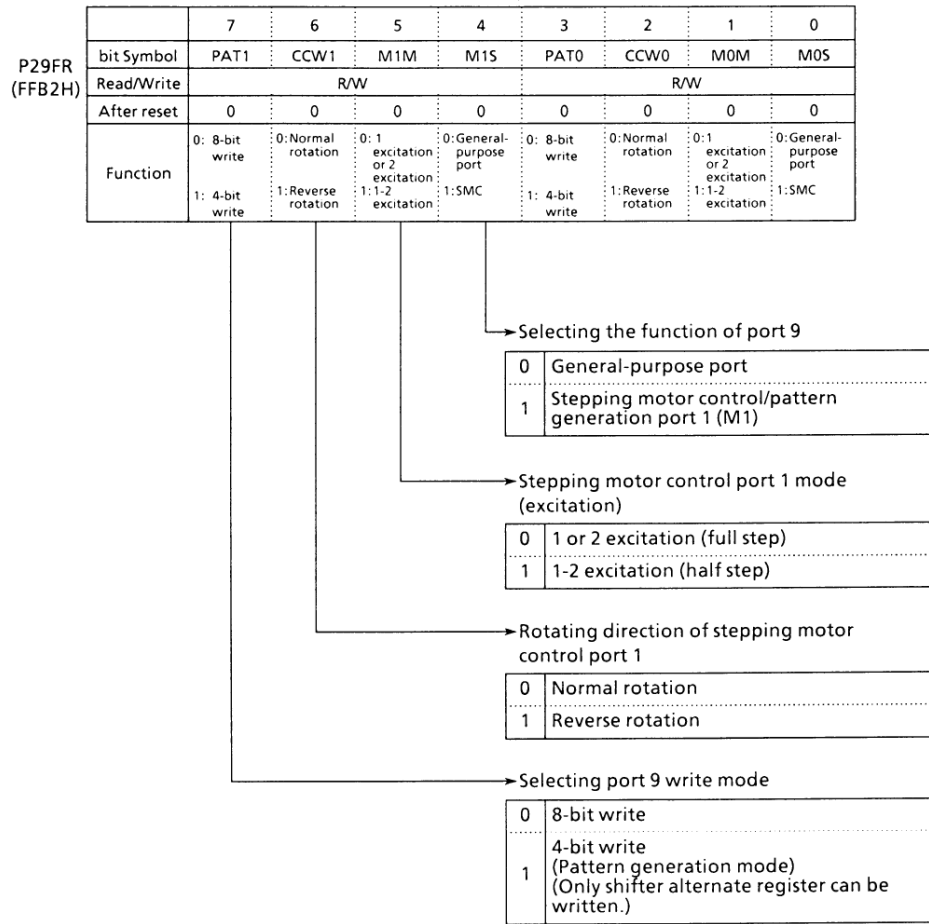 7 6 5 4 3 2 1 0
P29FR
(FFB2H)
bit Symbol PAT1 CCW1 M1M M1S PAT0 CCW0 M0M M0S
Read/Write R/W R/W
After reset 0 0 0 0 0 0 0 0
Function
0: 8-bit write
1: 4-bit write
0:Normal rotation
1:Reverse rotation
0:1 excitation or 2 excitation
1:1-2 excitation
0:General-purpose port
1:SMC
0: 8-bit write
1: 4-bit write
0:Normal rotation
1:Reverse rotation
0:1 excitation or 2 excitation
1:1-2 excitation
0:General-purpose port
1:SMC
Selecting the function of port 9
0 General-purpose port
1 Stepping motor control/pattern
generation port 1 (M1)
Stepping motor control port 1 mode
(excitation)
0 1 or 2 excitation (full step)
1 1-2 excitation (half step)
Rotating direction of stepping motor
control port 1
0 Normal rotation
1 Reverse rotation
Selecting port 9 write mode
0 8-bit write
1 4-bit write
(Pattern generation mode)
(Only shifter alternate register can be
written.)